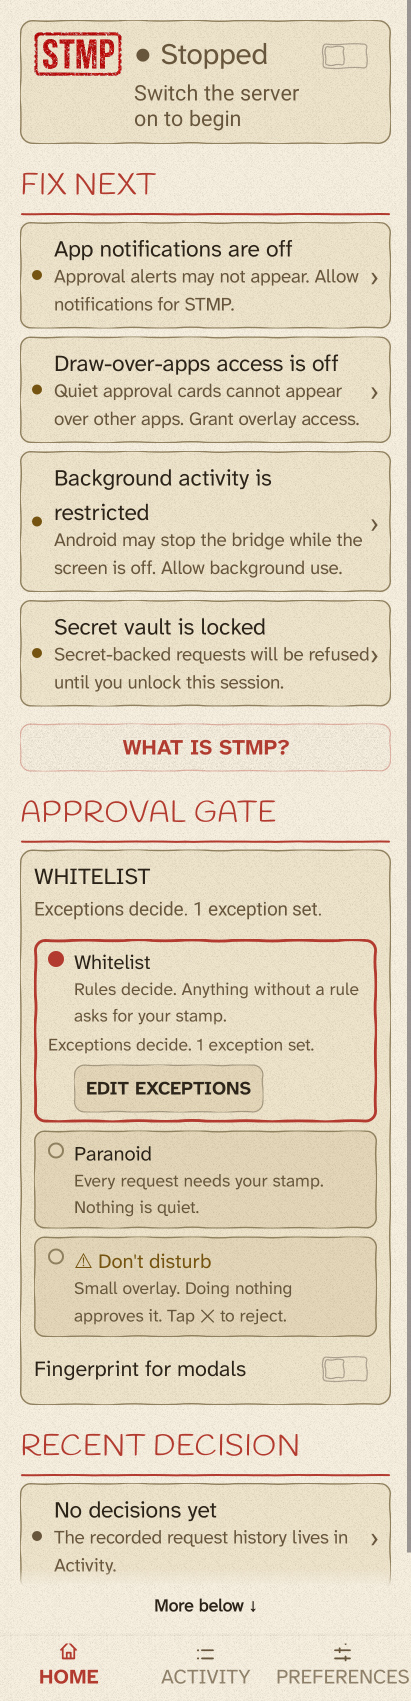 STMP
● Stopped
Switch the server
on to begin
FIX NEXT
App notifications are off
Approval alerts may not appear. Allow
notifications for STMP.
›
Draw-over-apps access is off
Quiet approval cards cannot appear
over other apps. Grant overlay access.
›
Background activity is
restricted
Android may stop the bridge while the
screen is off. Allow background use.
›
Secret vault is locked
Secret-backed requests will be refused
until you unlock this session.
›
WHAT IS STMP?
APPROVAL GATE
WHITELIST
Exceptions decide. 1 exception set.
Whitelist
Rules decide. Anything without a rule
asks for your stamp.
Exceptions decide. 1 exception set.
EDIT EXCEPTIONS
Paranoid
Every request needs your stamp.
Nothing is quiet.
⚠ Don't disturb
Small overlay. Doing nothing
approves it. Tap ✕ to reject.
Fingerprint for modals
RECENT DECISION
No decisions yet
The recorded request history lives in
Activity.
›
More below ↓
HOME
ACTIVITY
PREFERENCES